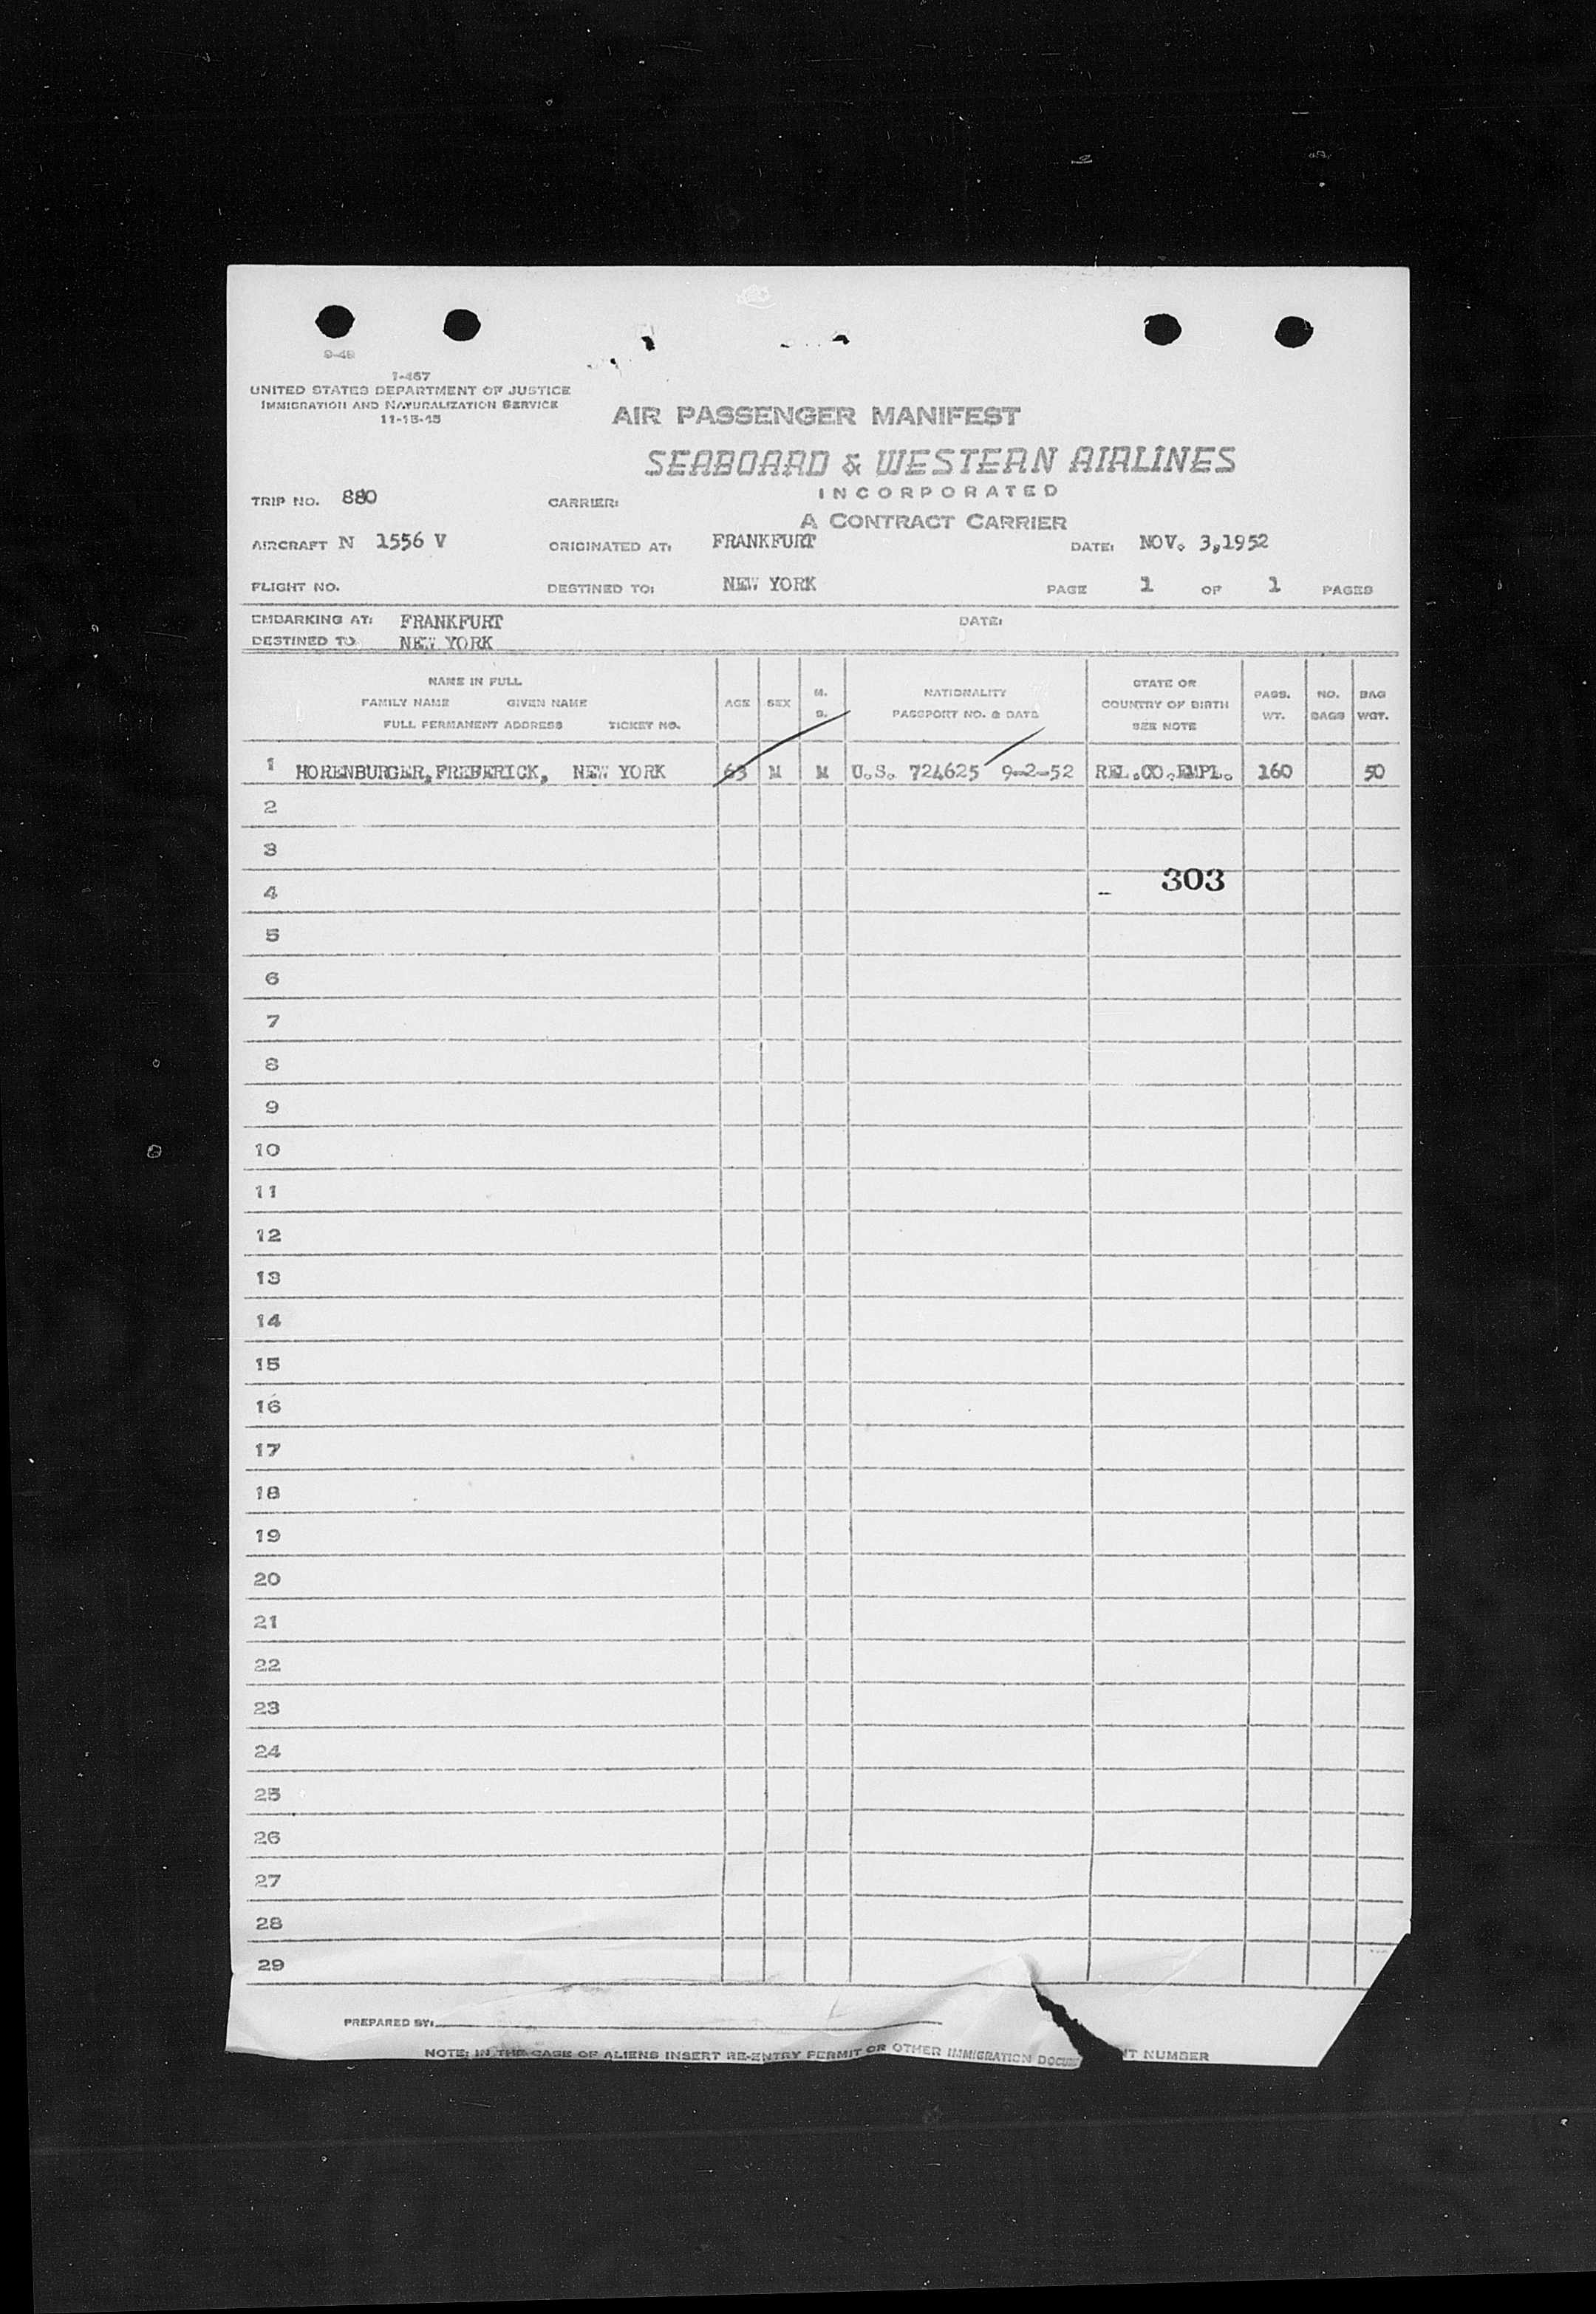 9-48
I-467
UNITED STATES DEPARTMENT OF JUSTICE
IMMIGRATION AND NATURALIZATION SERVICE
11-15-45
AIR PASSENGER MANIFEST
SEABOARD & WESTERN AIRLINES
INCORPORATED
A CONTRACT CARRIER
TRIP NO. 880 CARRIER:
AIRCRAFT N 1556 V ORIGINATED AT: FRANKFURT DATE: NOV. 3,1952
FLIGHT NO. DESTINED TO: NEW YORK PAGE 1 OF 1 PAGES
EMBARKING AT: FRANKFURT DATE:
DESTINED TO NEW YORK
NAME IN FULL
FAMILY NAME GIVEN NAME
FULL PERMANENT ADDRESS TICKET NO.
AGE SEX M. S.
NATIONALITY
PASSPORT NO. & DATE
STATE OR
COUNTRY OF BIRTH
SEE NOTE
PASS. WT.
NO. BAGS
BAG WGT.
1 HORENBURGER, FREDERICK, NEW YORK 63 M M U.S. 724625 9-2-52 REL.CO.EMPL. 160 50
2
3
303
4
5
6
7
8
9
10
11
12
13
14
15
16
17
18
19
20
21
22
23
24
25
26
27
28
29
PREPARED BY:
NOTE: IN THE CASE OF ALIENS INSERT RE-ENTRY PERMIT OR OTHER IMMIGRATION DOCU NT NUMBER